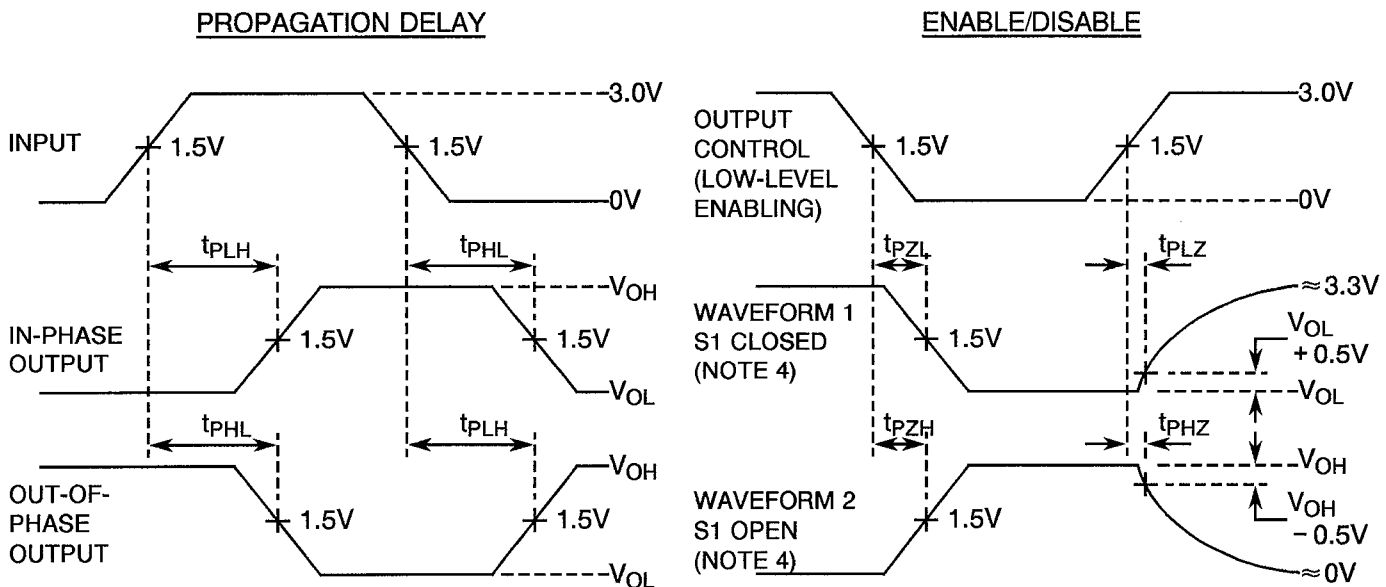 PROPAGATION DELAY
INPUT
1.5V
1.5V
3.0V
0V
tPLH
tPHL
IN-PHASE
OUTPUT
1.5V
1.5V
VOH
VOL
tPHL
tPLH
OUT-OF-
PHASE
OUTPUT
1.5V
1.5V
VOH
VOL
ENABLE/DISABLE
OUTPUT
CONTROL
(LOW-LEVEL
ENABLING)
1.5V
1.5V
3.0V
0V
tPZL
tPLZ
WAVEFORM 1
S1 CLOSED
(NOTE 4)
1.5V
≈3.3V
VOL
+0.5V
VOL
tPZH
tPHZ
WAVEFORM 2
S1 OPEN
(NOTE 4)
1.5V
VOH
VOH
−0.5V
≈0V